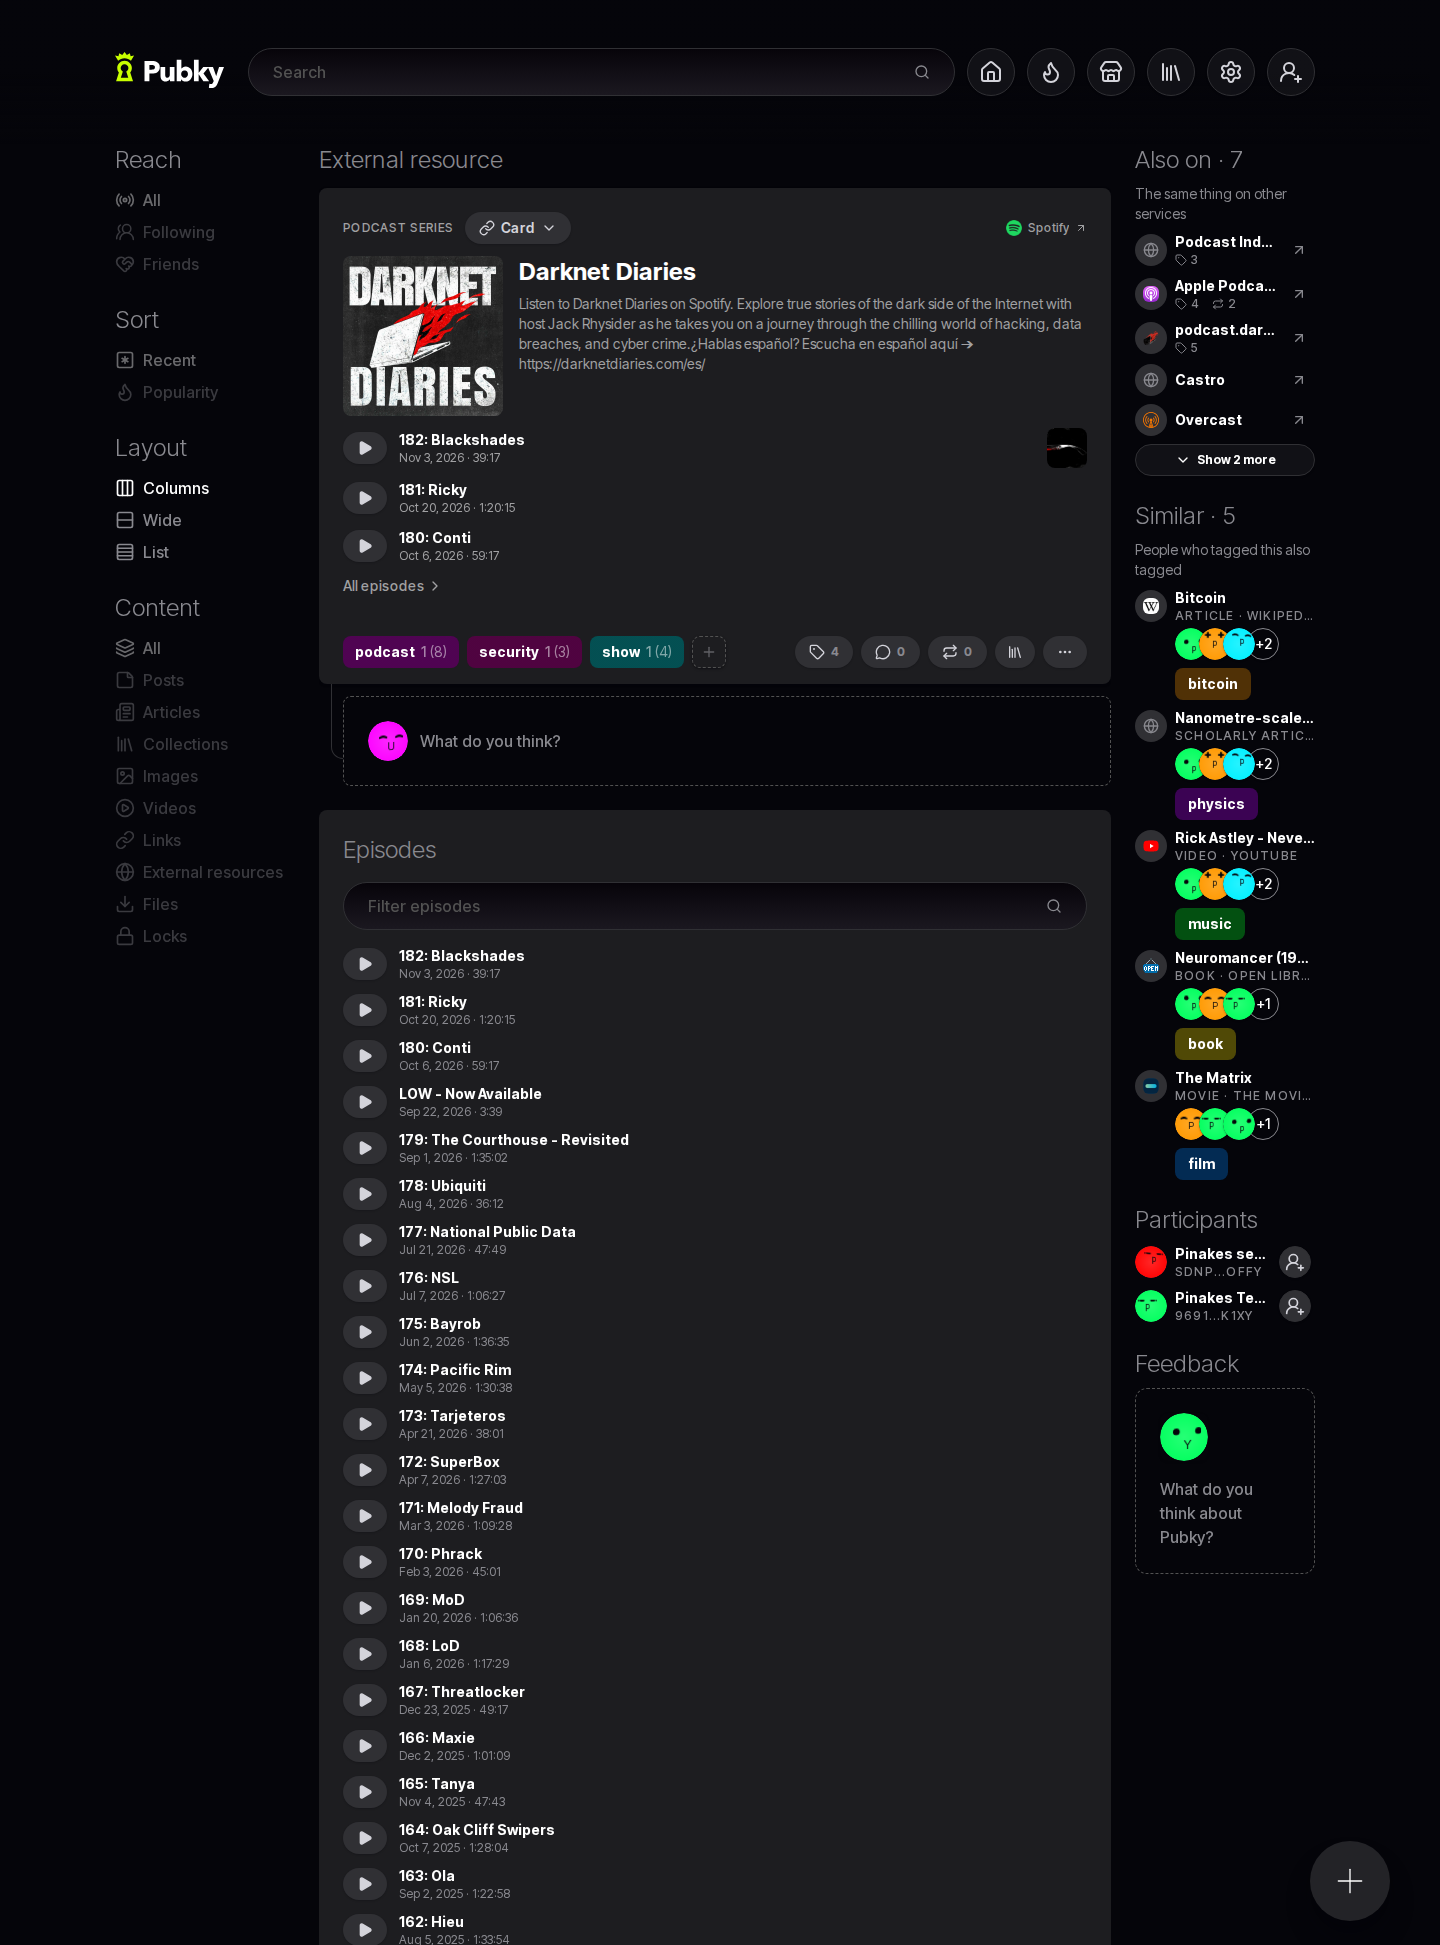 Pubky
Search
Reach
All
Following
Friends
Sort
Recent
Popularity
Layout
Columns
Wide
List
Content
All
Posts
Articles
Collections
Images
Videos
Links
External resources
Files
Locks
External resource
PODCAST SERIES
Card
Spotify
DARKNET
DIARIES
Darknet Diaries
Listen to Darknet Diaries on Spotify. Explore true stories of the dark side of the Internet with
host Jack Rhysider as he takes you on a journey through the chilling world of hacking, data
breaches, and cyber crime.¿Hablas español? Escucha en español aquí ➔
https://darknetdiaries.com/es/
182: Blackshades
Nov 3, 2026 · 39:17
181: Ricky
Oct 20, 2026 · 1:20:15
180: Conti
Oct 6, 2026 · 59:17
All episodes
podcast 1 (8)
security 1 (3)
show 1 (4)
4
0
0
U
What do you think?
Episodes
Filter episodes
182: Blackshades
Nov 3, 2026 · 39:17
181: Ricky
Oct 20, 2026 · 1:20:15
180: Conti
Oct 6, 2026 · 59:17
LOW - Now Available
Sep 22, 2026 · 3:39
179: The Courthouse - Revisited
Sep 1, 2026 · 1:35:02
178: Ubiquiti
Aug 4, 2026 · 36:12
177: National Public Data
Jul 21, 2026 · 47:49
176: NSL
Jul 7, 2026 · 1:06:27
175: Bayrob
Jun 2, 2026 · 1:36:35
174: Pacific Rim
May 5, 2026 · 1:30:38
173: Tarjeteros
Apr 21, 2026 · 38:01
172: SuperBox
Apr 7, 2026 · 1:27:03
171: Melody Fraud
Mar 3, 2026 · 1:09:28
170: Phrack
Feb 3, 2026 · 45:01
169: MoD
Jan 20, 2026 · 1:06:36
168: LoD
Jan 6, 2026 · 1:17:29
167: Threatlocker
Dec 23, 2025 · 49:17
166: Maxie
Dec 2, 2025 · 1:01:09
165: Tanya
Nov 4, 2025 · 47:43
164: Oak Cliff Swipers
Oct 7, 2025 · 1:28:04
163: Ola
Sep 2, 2025 · 1:22:58
162: Hieu
Aug 5, 2025 · 1:33:54
Also on · 7
The same thing on other
services
Podcast Ind...
3
Apple Podca...
4 2
podcast.dar...
5
Castro
Overcast
Show 2 more
Similar · 5
People who tagged this also
tagged
W
Bitcoin
ARTICLE · WIKIPED...
P P P +2
bitcoin
Nanometre-scale...
SCHOLARLY ARTIC...
P P P +2
physics
Rick Astley - Neve...
VIDEO · YOUTUBE
P P P +2
music
OPEN
Neuromancer (19...
BOOK · OPEN LIBR...
P P P +1
book
The Matrix
MOVIE · THE MOVI...
P P P +1
film
Participants
P
Pinakes se...
SDNP...OFFY
P
Pinakes Te...
9691...K1XY
Feedback
Y
What do you
think about
Pubky?